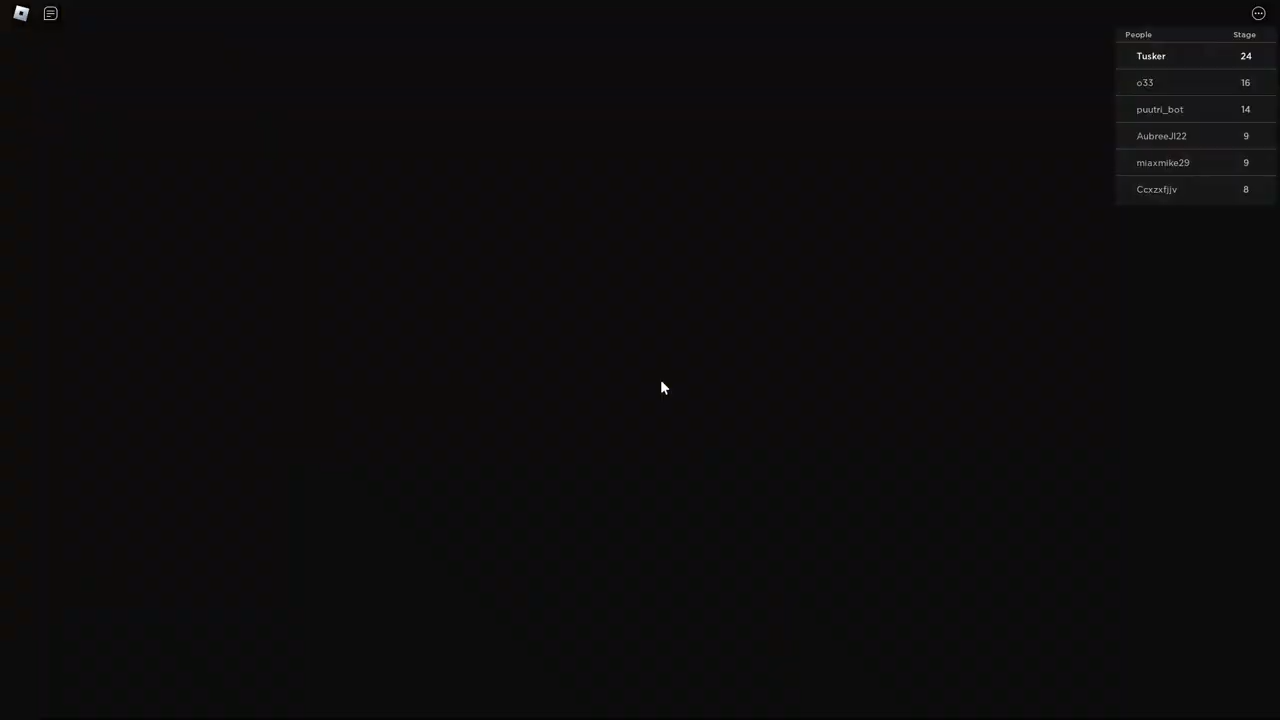 People Stage
Tusker 24
o33 16
puutri_bot 14
AubreeJl22 9
miaxmike29 9
Ccxzxfjjv 8